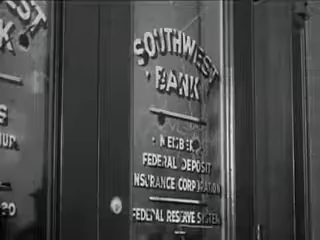 SOUTHWEST
BANK
MEMBER
FEDERAL DEPOSIT
INSURANCE CORPORATION
FEDERAL RESERVE SYSTEM